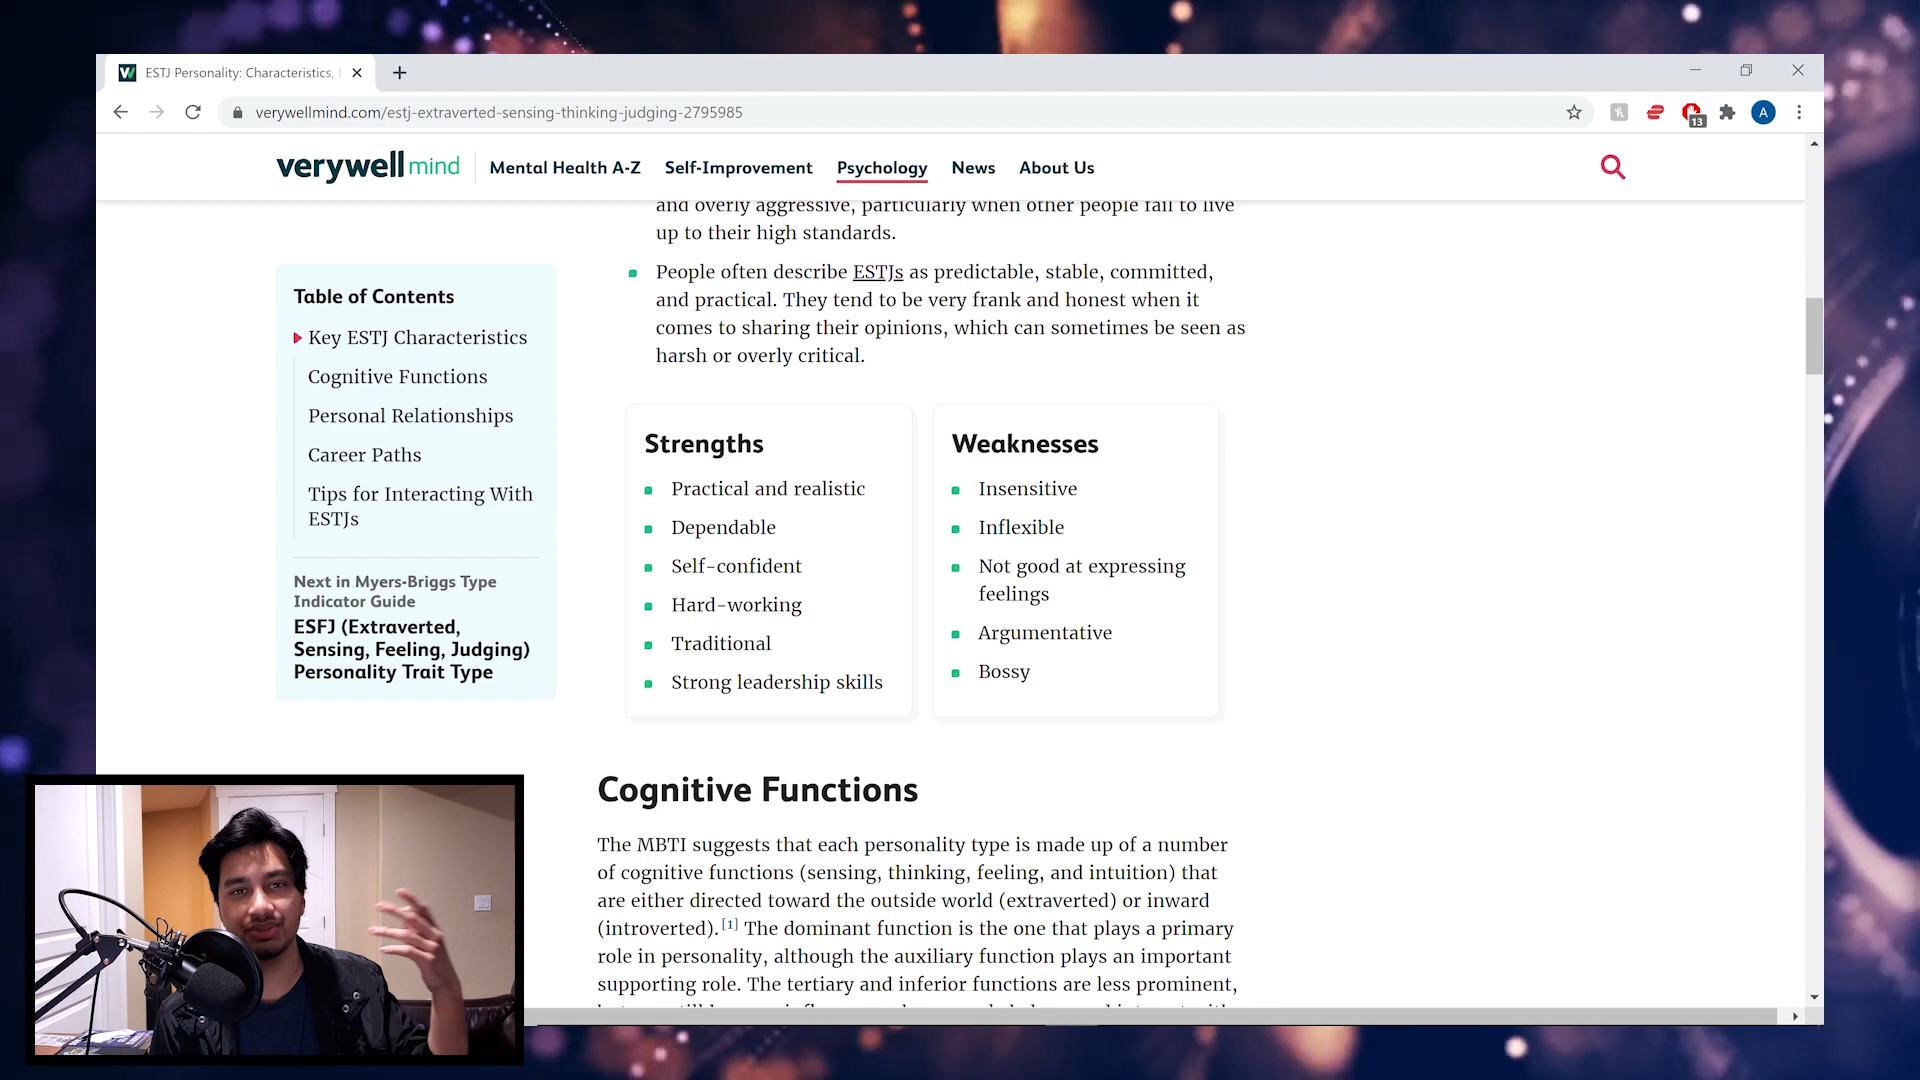 ESTJ Personality: Characteristics,
verywellmind.com/estj-extraverted-sensing-thinking-judging-2795985
13
A
verywell mind
Mental Health A-Z Self-Improvement Psychology News About Us
and overly aggressive, particularly when other people fail to live
up to their high standards.
People often describe ESTJs as predictable, stable, committed,
and practical. They tend to be very frank and honest when it
comes to sharing their opinions, which can sometimes be seen as
harsh or overly critical.
Table of Contents
Key ESTJ Characteristics
Cognitive Functions
Personal Relationships
Career Paths
Tips for Interacting With
ESTJs
Next in Myers-Briggs Type
Indicator Guide
ESFJ (Extraverted,
Sensing, Feeling, Judging)
Personality Trait Type
Strengths
Practical and realistic
Dependable
Self-confident
Hard-working
Traditional
Strong leadership skills
Weaknesses
Insensitive
Inflexible
Not good at expressing
feelings
Argumentative
Bossy
Cognitive Functions
The MBTI suggests that each personality type is made up of a number
of cognitive functions (sensing, thinking, feeling, and intuition) that
are either directed toward the outside world (extraverted) or inward
(introverted).[1] The dominant function is the one that plays a primary
role in personality, although the auxiliary function plays an important
supporting role. The tertiary and inferior functions are less prominent,